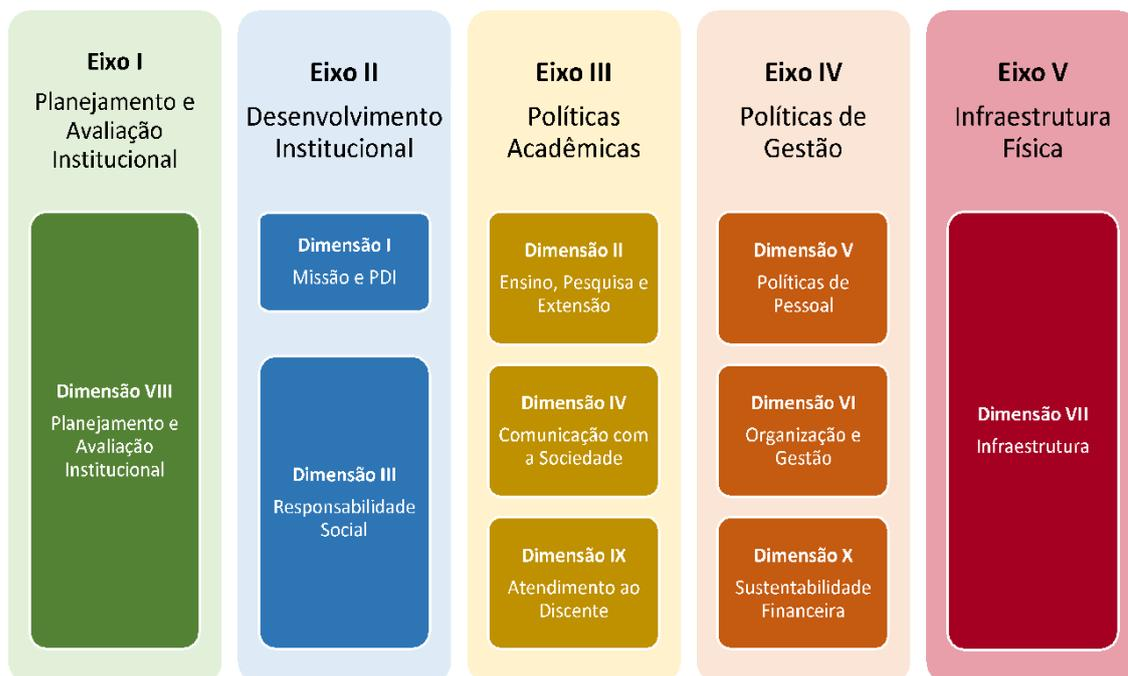 Eixo I
Planejamento e
Avaliação
Institucional
Dimensão VIII
Planejamento e
Avaliação
Institucional
Eixo II
Desenvolvimento
Institucional
Dimensão I
Missão e PDI
Dimensão III
Responsabilidade
Social
Eixo III
Políticas
Acadêmicas
Dimensão II
Ensino, Pesquisa e
Extensão
Dimensão IV
Comunicação com
a Sociedade
Dimensão IX
Atendimento ao
Discente
Eixo IV
Políticas de
Gestão
Dimensão V
Políticas de
Pessoal
Dimensão VI
Organização e
Gestão
Dimensão X
Sustentabilidade
Financeira
Eixo V
Infraestrutura
Física
Dimensão VII
Infraestrutura